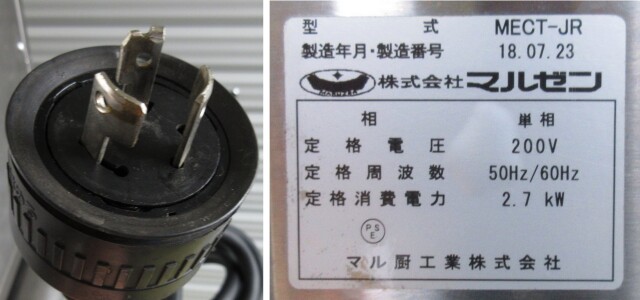 型式 MECT-JR
製造年月・製造番号 18.07.23
株式会社マルゼン
相 単相
定格電圧 200V
定格周波数 50Hz/60Hz
定格消費電力 2.7 kW
PS
E
マル厨工業株式会社